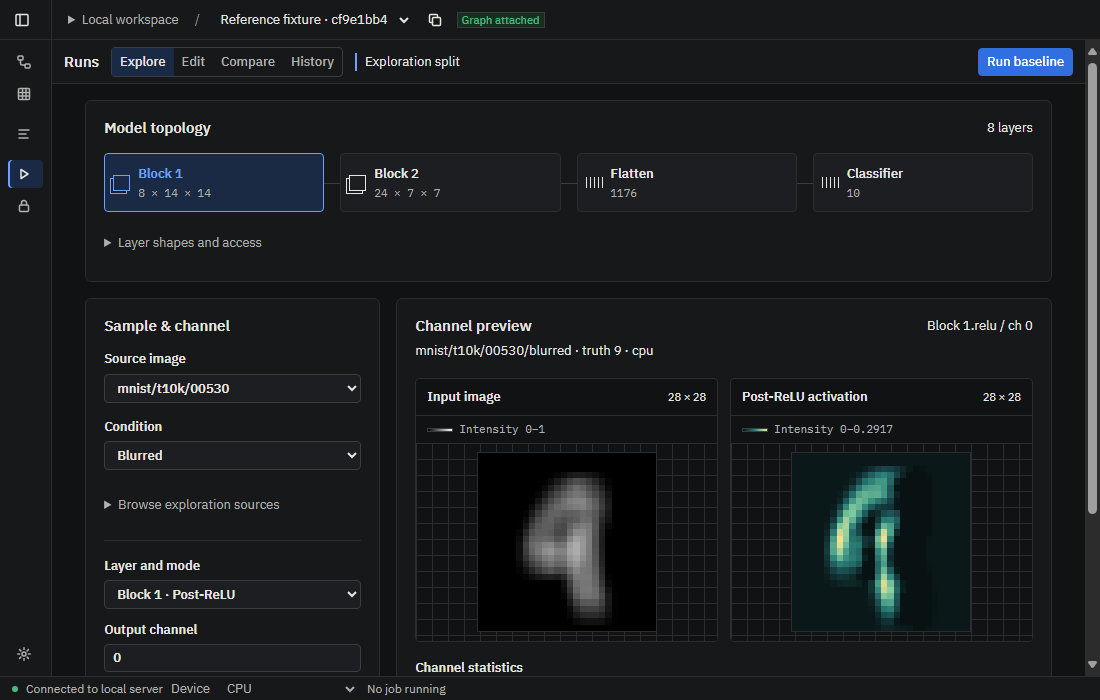 Local workspace / Reference fixture · cf9e1bb4 Graph attached
Runs Explore Edit Compare History Exploration split Run baseline
Model topology 8 layers
Block 1
8 × 14 × 14
Block 2
24 × 7 × 7
Flatten
1176
Classifier
10
Layer shapes and access
Sample & channel
Source image
mnist/t10k/00530
Condition
Blurred
Browse exploration sources
Layer and mode
Block 1 · Post-ReLU
Output channel
0
Channel preview Block 1.relu / ch 0
mnist/t10k/00530/blurred · truth 9 · cpu
Input image 28 × 28
Intensity 0–1
Post-ReLU activation 28 × 28
Intensity 0–0.2917
Channel statistics
Connected to local server Device CPU No job running